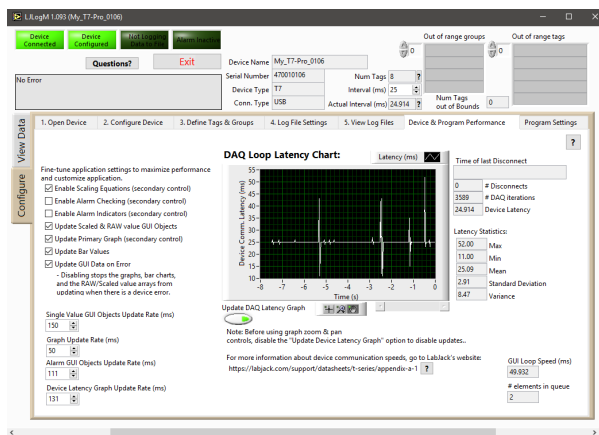 LJLogM 1.093 (My_T7-Pro_0106)
Device Connected
Device Configured
Not Logging Data to File
Alarm Inactive
Questions?
Exit
No Error
Device Name My_T7-Pro_0106
Serial Number 470010106
Device Type T7
Conn. Type USB
Num Tags 8 ?
Interval (ms) 25
Actual Interval (ms) 24.914 ?
Out of range groups
0
Out of range tags
0
Num Tags out of Bounds 0
View Data
Configure
1. Open Device
2. Configure Device
3. Define Tags & Groups
4. Log File Settings
5. View Log Files
Device & Program Performance
Program Settings
?
Fine-tune application settings to maximize performance
and customize application.
Enable Scaling Equations (secondary control)
Enable Alarm Checking (secondary control)
Enable Alarm Indicators (secondary control)
Update Scaled & RAW value GUI Objects
Update Primary Graph (secondary control)
Update Bar Values
Update GUI Data on Error
- Disabling stops the graphs, bar charts,
and the RAW/Scaled value arrays from
updating when there is a device error.
Single Value GUI Objects Update Rate (ms)
150
Graph Update Rate (ms)
50
Alarm GUI Objects Update Rate (ms)
111
Device Latency Graph Update Rate (ms)
131
DAQ Loop Latency Chart:
Latency (ms)
Device Comm. Latency (ms)
55
50
45
40
35
30
25
20
15
10
-8 -7 -6 -5 -4 -3 -2 -1 0
Time (s)
Update DAQ Latency Graph
Note: Before using graph zoom & pan
controls, disable the "Update Device
Latency Graph" option to disable updates..
For more information about device communication speeds, go to LabJack's website:
https://labjack.com/support/datasheets/t-series/appendix-a-1 ?
Time of last Disconnect
0 # Disconnects
3589 # DAQ iterations
24.914 Device Latency
Latency Statistics:
52.00 Max
11.00 Min
25.09 Mean
2.91 Standard Deviation
8.47 Variance
GUI Loop Speed (ms)
49.932
# elements in queue
2